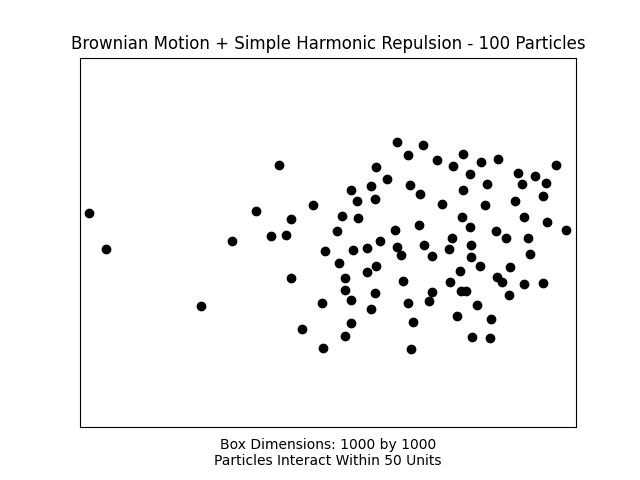 Brownian Motion + Simple Harmonic Repulsion - 100 Particles
Box Dimensions: 1000 by 1000
Particles Interact Within 50 Units